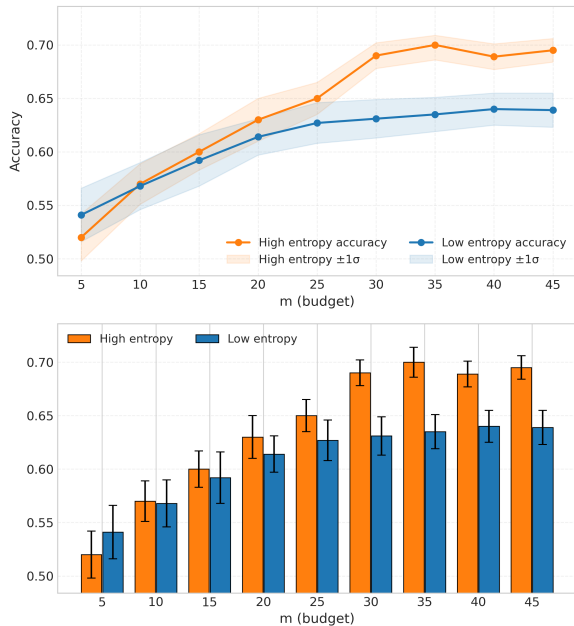 0.70
0.65
0.60
0.55
0.50
Accuracy
High entropy accuracy
High entropy ±1σ
Low entropy accuracy
Low entropy ±1σ
5 10 15 20 25 30 35 40 45
m (budget)
High entropy Low entropy
0.70
0.65
0.60
0.55
0.50
5 10 15 20 25 30 35 40 45
m (budget)